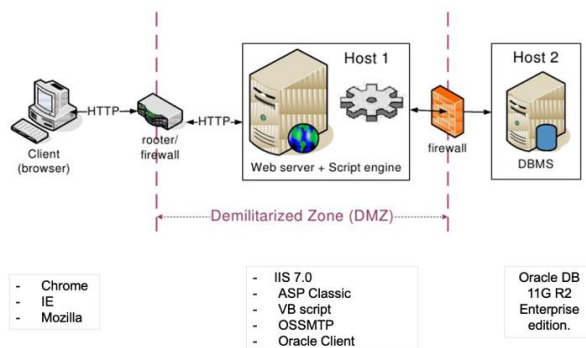 Host 1
Host 2
HTTP
HTTP
Client
(browser)
rooter/
firewall
Web server + Script engine
firewall
DBMS
Demilitarized Zone (DMZ)
- Chrome
- IE
- Mozilla
- IIS 7.0
- ASP Classic
- VB script
- OSSMTP
- Oracle Client
Oracle DB
11G R2
Enterprise
edition.